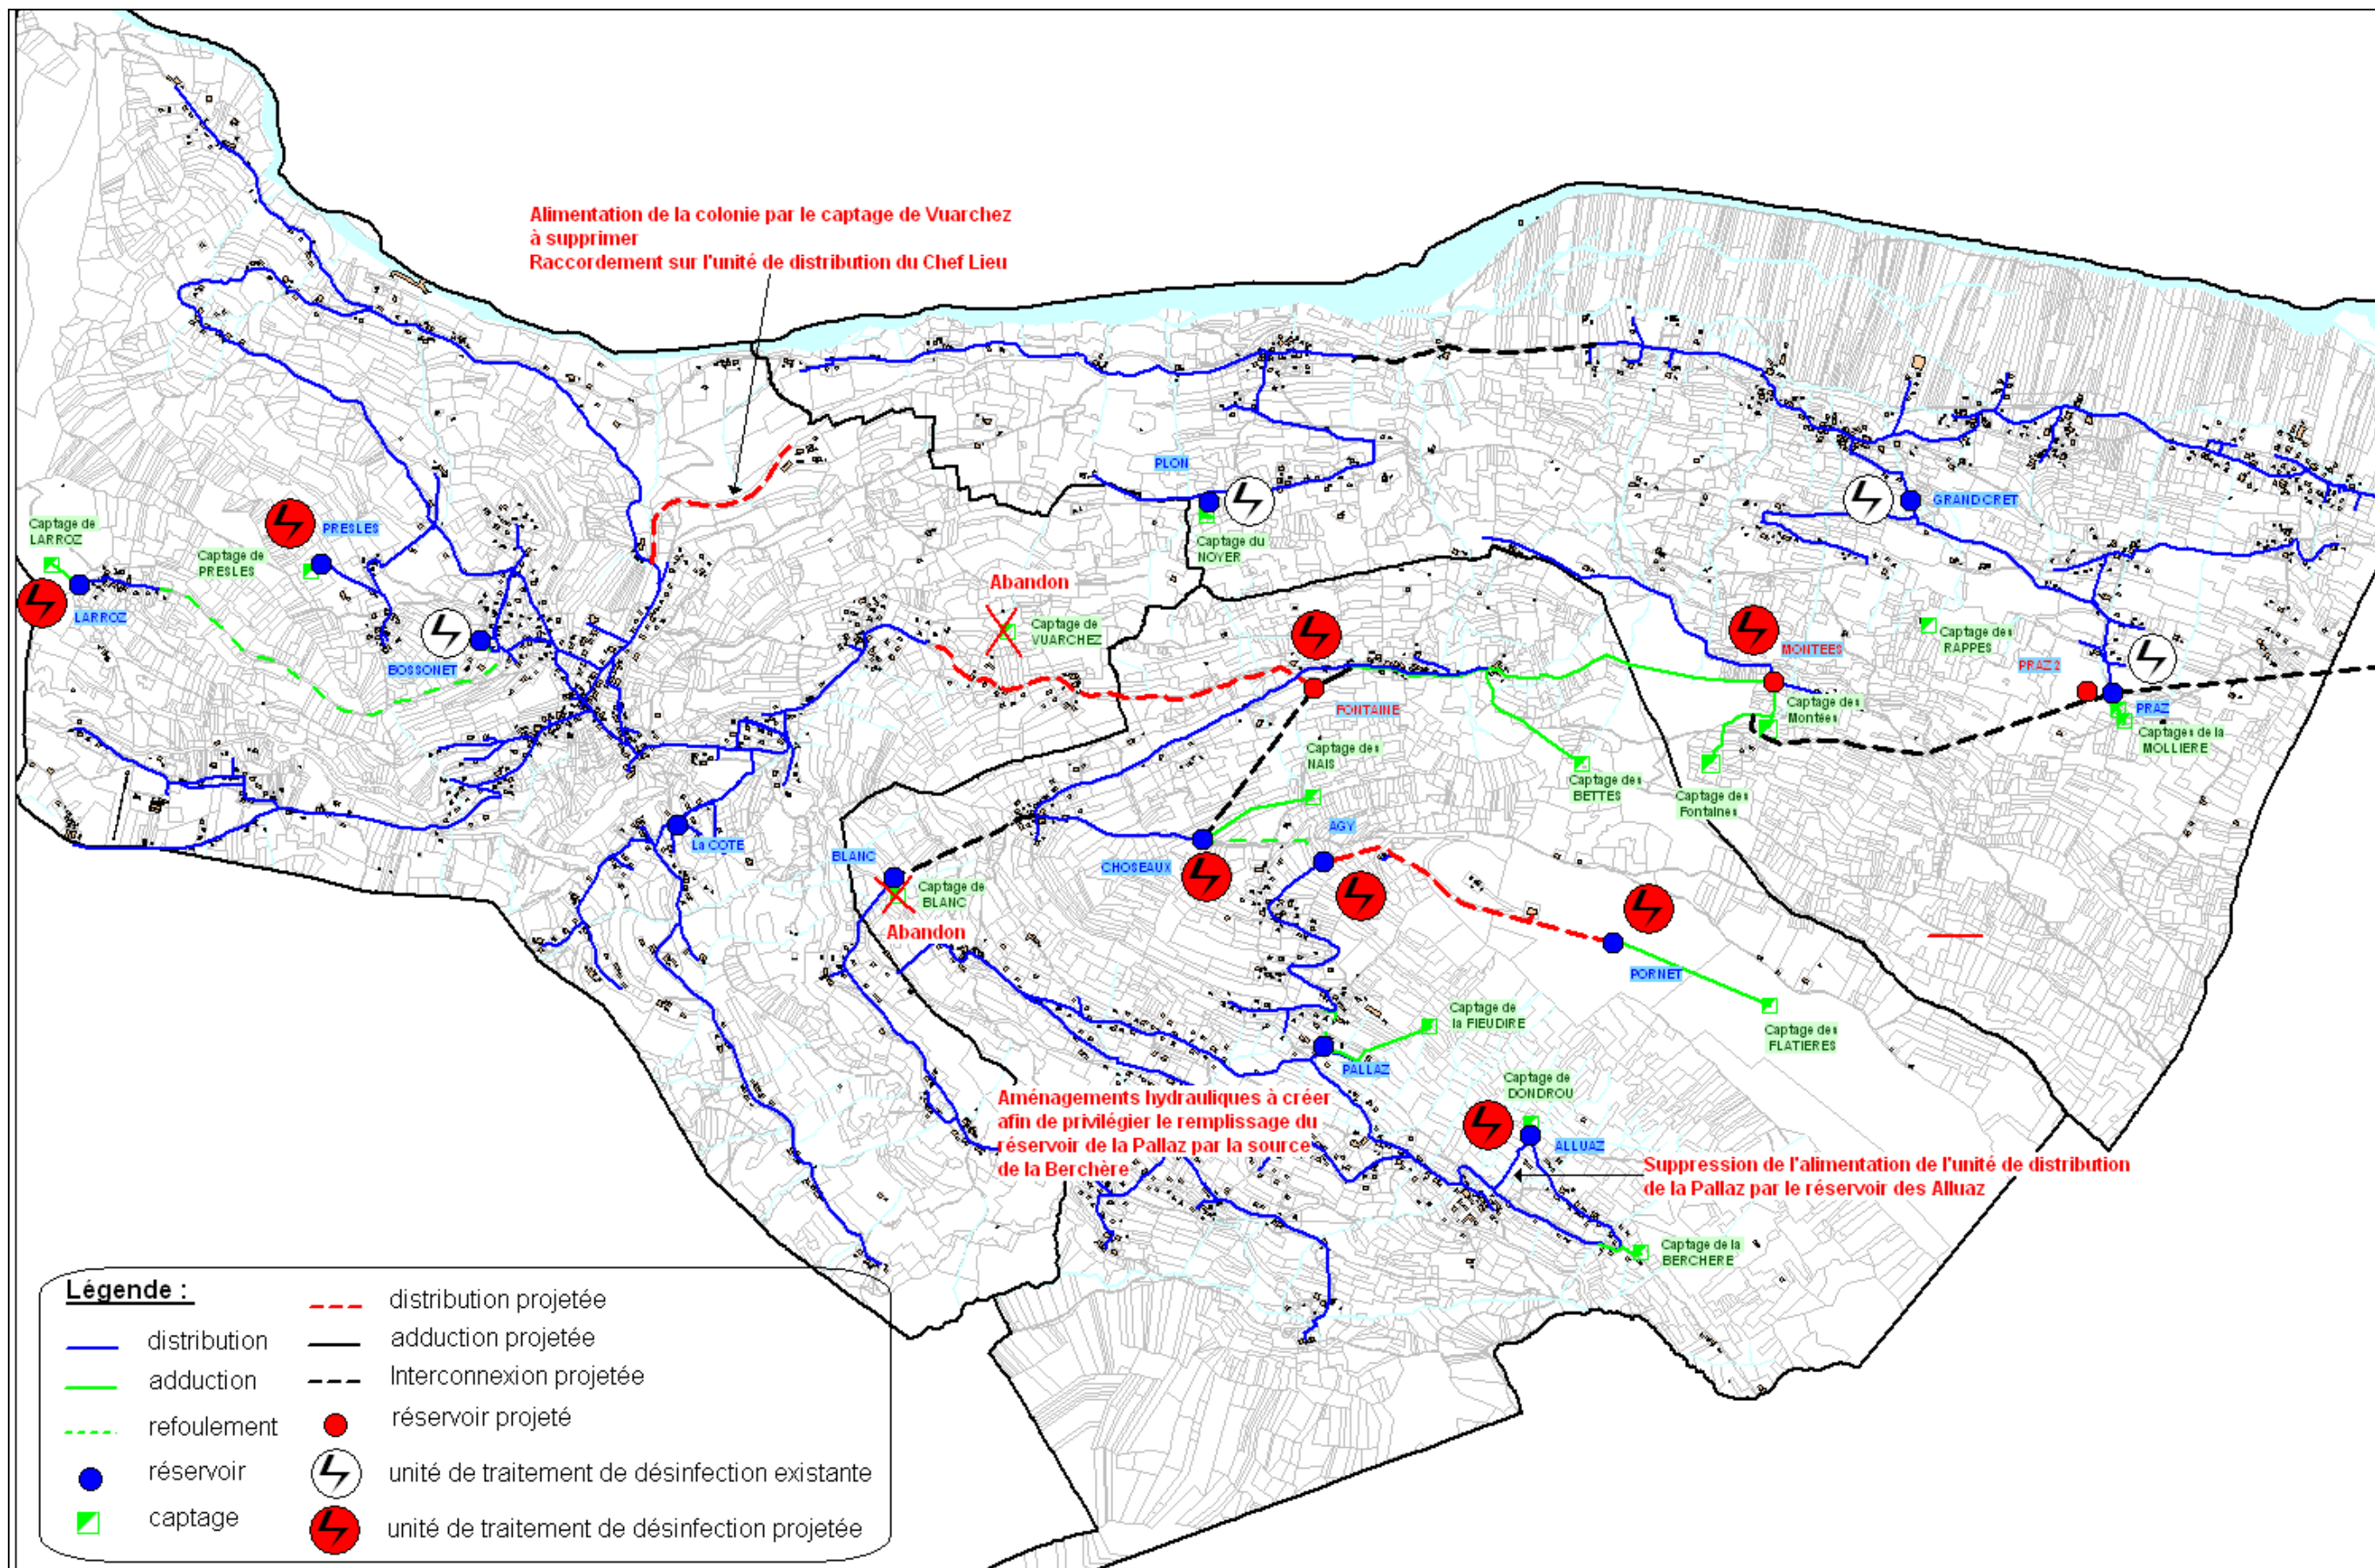 Alimentation de la colonie par le captage de Vuarchez
à supprimer
Raccordement sur l'unité de distribution du Chef Lieu
PLON
Captage du
NOYER
GRAND CRET
Captage de
LARROZ
LARROZ
PRESLES
Captage de
PRESLES
BOSSONET
Abandon
Captage de
VUARCHEZ
FONTAINE
MONTEES
Captage des
Montées
Captage des
RAPPES
PRAZ 2
PRAZ
Captages de la
MOLLIERE
Captage des
NAIS
Captage des
BETTES
Captage des
Fontaines
La COTE
BLANC
Captage de
BLANC
Abandon
CHOSEAUX
AGY
PORNET
Captage des
FLATIERES
Captage de
la FIEUDIRE
PALLAZ
Captage de
DONDROU
ALLUAZ
Aménagements hydrauliques à créer
afin de privilégier le remplissage du
réservoir de la Pallaz par la source
de la Berchère
Suppression de l'alimentation de l'unité de distribution
de la Pallaz par le réservoir des Alluaz
Captage de la
BERCHERE
Légende :
distribution
adduction
refoulement
réservoir
captage
distribution projetée
adduction projetée
Interconnexion projetée
réservoir projeté
unité de traitement de désinfection existante
unité de traitement de désinfection projetée